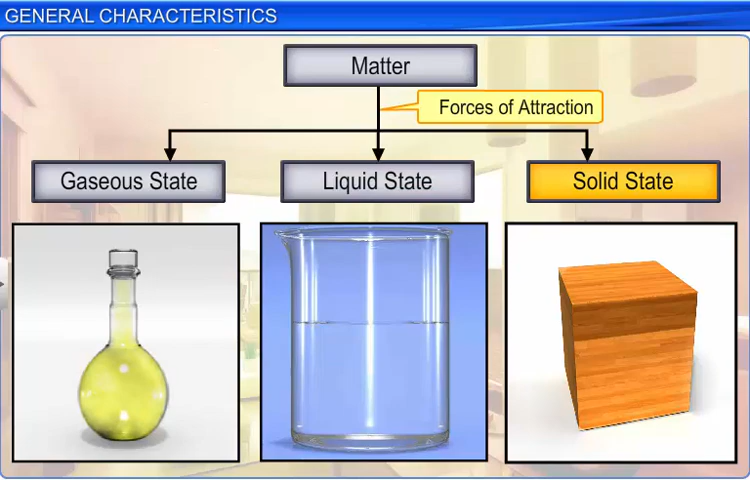 GENERAL CHARACTERISTICS
Matter
Forces of Attraction
Gaseous State
Liquid State
Solid State